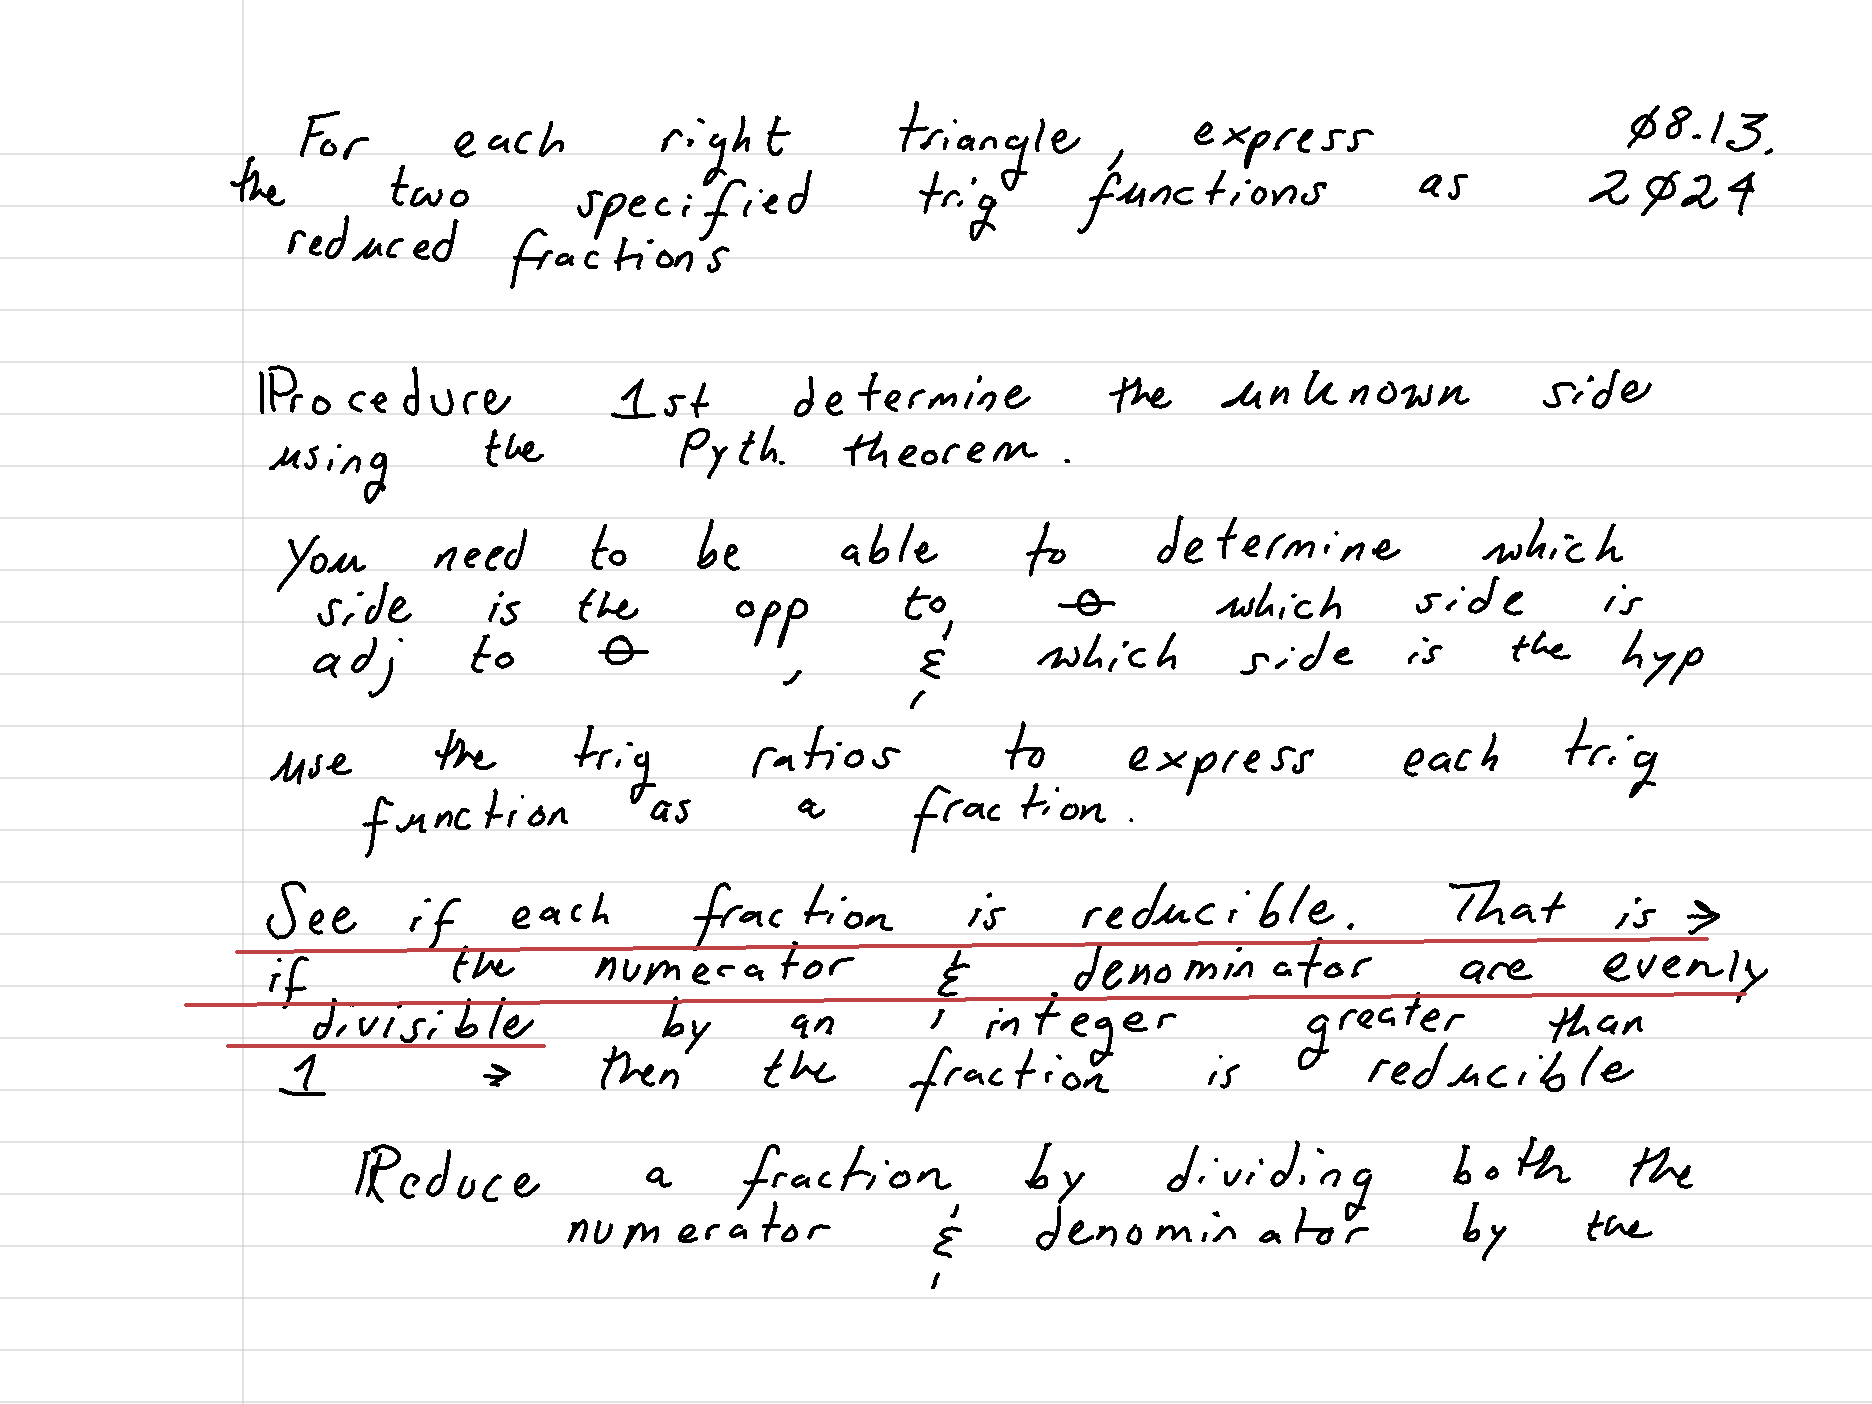 For each right triangle, express ø8.13.
the two specified trig functions as 2ø24
reduced fractions
Procedure 1st determine the unknown side
using the Pyth. theorem.
You need to be able to determine which
side is the opp to, θ which side is
adj to θ , & which side is the hyp
use the trig ratios to express each trig
function as a fraction.
See if each fraction is reducible. That is →
if the numerator & denominator are evenly
divisible by an integer greater than
1 → then the fraction is reducible
Reduce a fraction by dividing both the
numerator & denominator by the